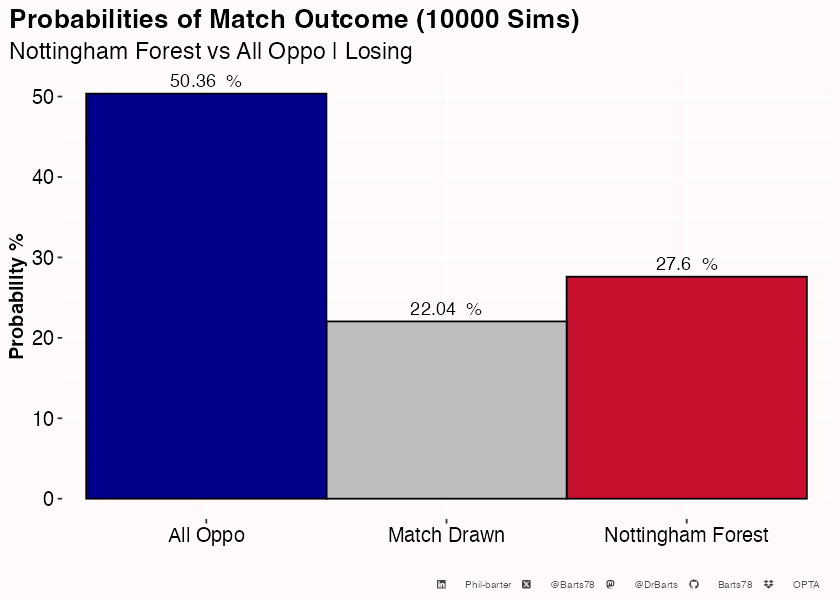 Probabilities of Match Outcome (10000 Sims)
Nottingham Forest vs All Oppo | Losing
50.36 %
50
40
30
20
10
0
Probability %
22.04 %
27.6 %
All Oppo Match Drawn Nottingham Forest
Phil-barter @Barts78 @DrBarts Barts78 OPTA